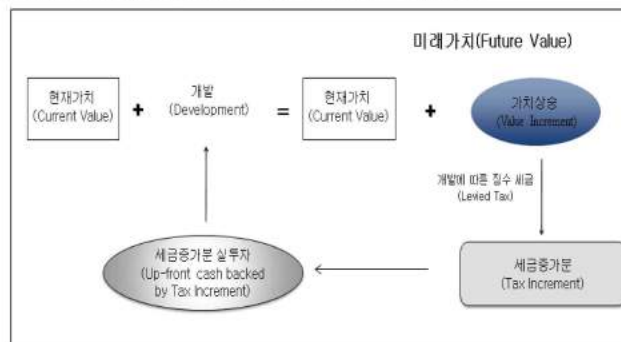 미래가치(Future Value)
현재가치
(Current Value)
+
개발
(Development)
=
현재가치
(Current Value)
+
가치상승
(Value Increment)
개발에 따른 징수 세금
(Levied Tax)
세금증가분 실투자
(Up-front cash backed
by Tax Increment)
세금증가분
(Tax Increment)